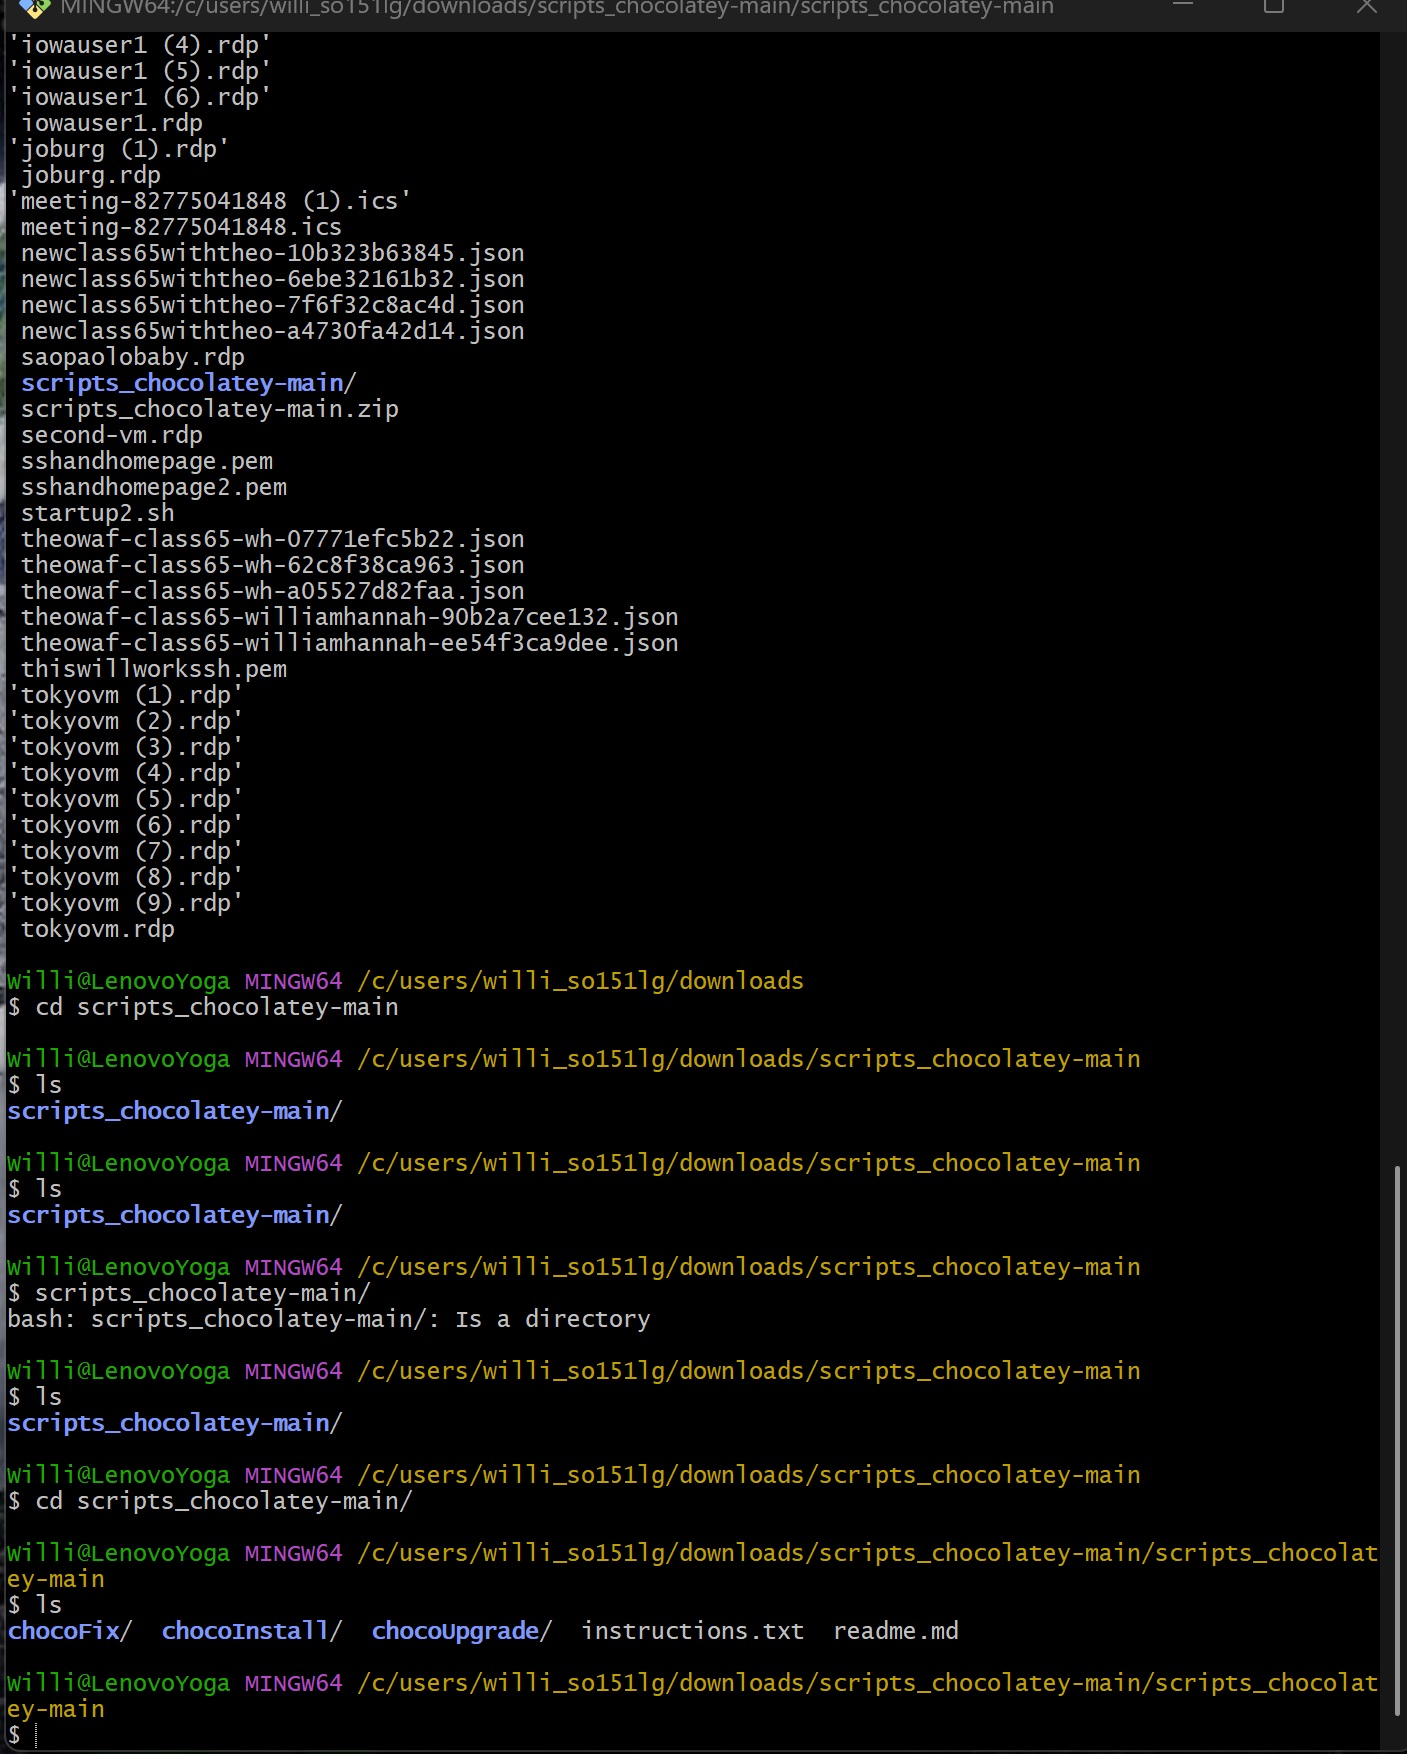 MINGW64:/c/users/willi_so151lg/downloads/scripts_chocolatey-main/scripts_chocolatey-main
'iowauser1 (4).rdp'
'iowauser1 (5).rdp'
'iowauser1 (6).rdp'
iowauser1.rdp
'joburg (1).rdp'
joburg.rdp
'meeting-82775041848 (1).ics'
meeting-82775041848.ics
newclass65withtheo-10b323b63845.json
newclass65withtheo-6ebe32161b32.json
newclass65withtheo-7f6f32c8ac4d.json
newclass65withtheo-a4730fa42d14.json
saopaolobaby.rdp
scripts_chocolatey-main/
scripts_chocolatey-main.zip
second-vm.rdp
sshandhomepage.pem
sshandhomepage2.pem
startup2.sh
theowaf-class65-wh-07771efc5b22.json
theowaf-class65-wh-62c8f38ca963.json
theowaf-class65-wh-a05527d82faa.json
theowaf-class65-williamhannah-90b2a7cee132.json
theowaf-class65-williamhannah-ee54f3ca9dee.json
thiswillworkssh.pem
'tokyovm (1).rdp'
'tokyovm (2).rdp'
'tokyovm (3).rdp'
'tokyovm (4).rdp'
'tokyovm (5).rdp'
'tokyovm (6).rdp'
'tokyovm (7).rdp'
'tokyovm (8).rdp'
'tokyovm (9).rdp'
tokyovm.rdp
Willi@LenovoYoga MINGW64 /c/users/willi_so151lg/downloads
$ cd scripts_chocolatey-main
Willi@LenovoYoga MINGW64 /c/users/willi_so151lg/downloads/scripts_chocolatey-main
$ ls
scripts_chocolatey-main/
Willi@LenovoYoga MINGW64 /c/users/willi_so151lg/downloads/scripts_chocolatey-main
$ ls
scripts_chocolatey-main/
Willi@LenovoYoga MINGW64 /c/users/willi_so151lg/downloads/scripts_chocolatey-main
$ scripts_chocolatey-main/
bash: scripts_chocolatey-main/: Is a directory
Willi@LenovoYoga MINGW64 /c/users/willi_so151lg/downloads/scripts_chocolatey-main
$ ls
scripts_chocolatey-main/
Willi@LenovoYoga MINGW64 /c/users/willi_so151lg/downloads/scripts_chocolatey-main
$ cd scripts_chocolatey-main/
Willi@LenovoYoga MINGW64 /c/users/willi_so151lg/downloads/scripts_chocolatey-main/scripts_chocolat
ey-main
$ ls
chocoFix/  chocoInstall/  chocoUpgrade/  instructions.txt  readme.md
Willi@LenovoYoga MINGW64 /c/users/willi_so151lg/downloads/scripts_chocolatey-main/scripts_chocolat
ey-main
$